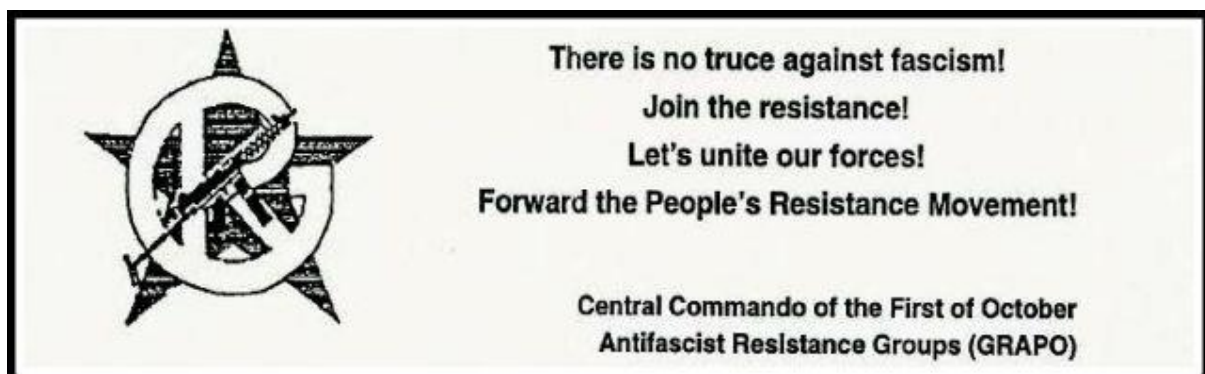 There is no truce against fascism!
Join the resistance!
Let's unite our forces!
Forward the People's Resistance Movement!
Central Commando of the First of October
Antifascist Resistance Groups (GRAPO)